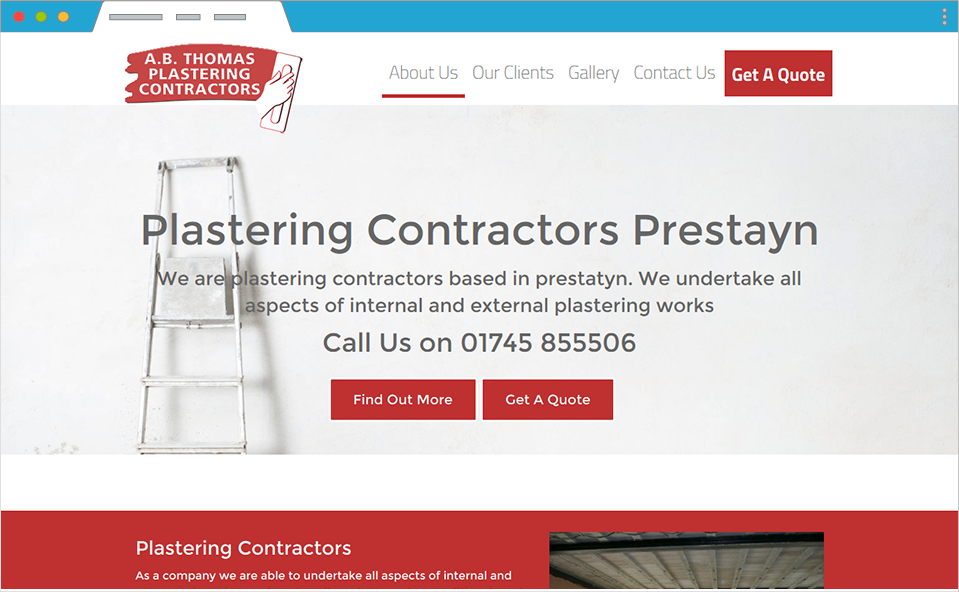 A.B. THOMAS
PLASTERING
CONTRACTORS
About Us Our Clients Gallery Contact Us Get A Quote
Plastering Contractors Prestayn
We are plastering contractors based in prestatyn. We undertake all
aspects of internal and external plastering works
Call Us on 01745 855506
Find Out More Get A Quote
Plastering Contractors
As a company we are able to undertake all aspects of internal and